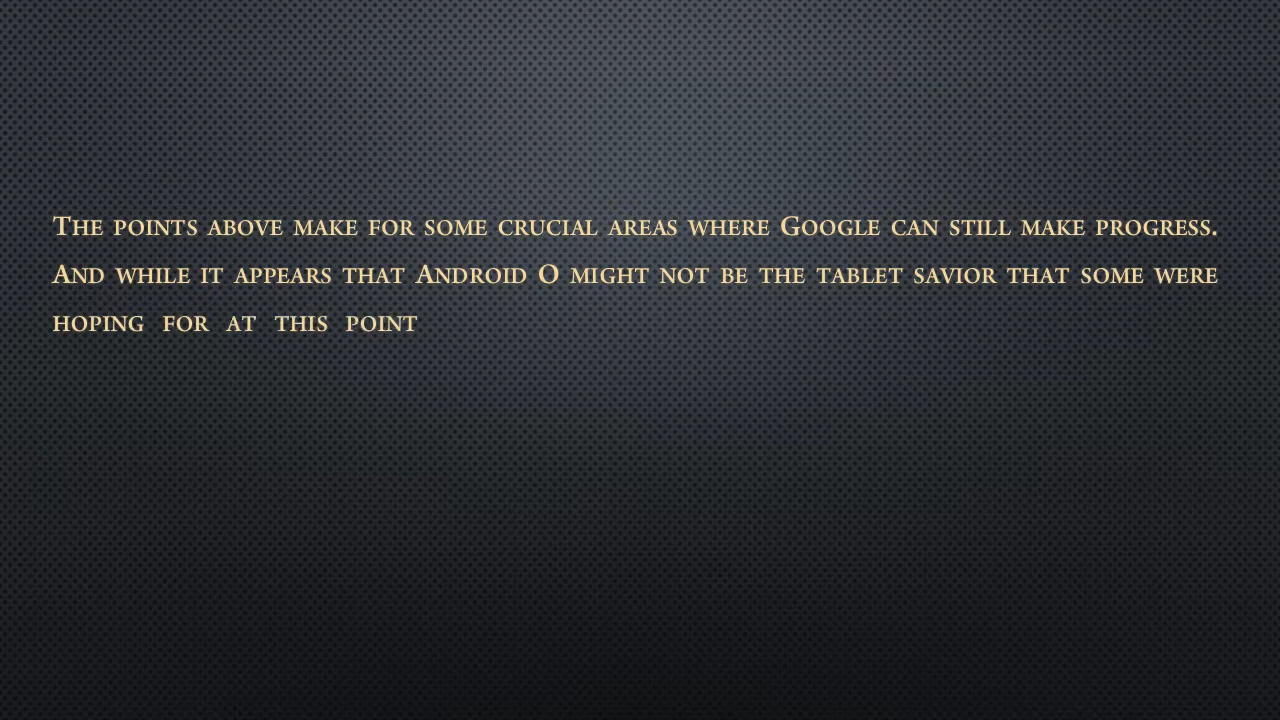 The points above make for some crucial areas where Google can still make progress.
And while it appears that Android O might not be the tablet savior that some were
hoping for at this point